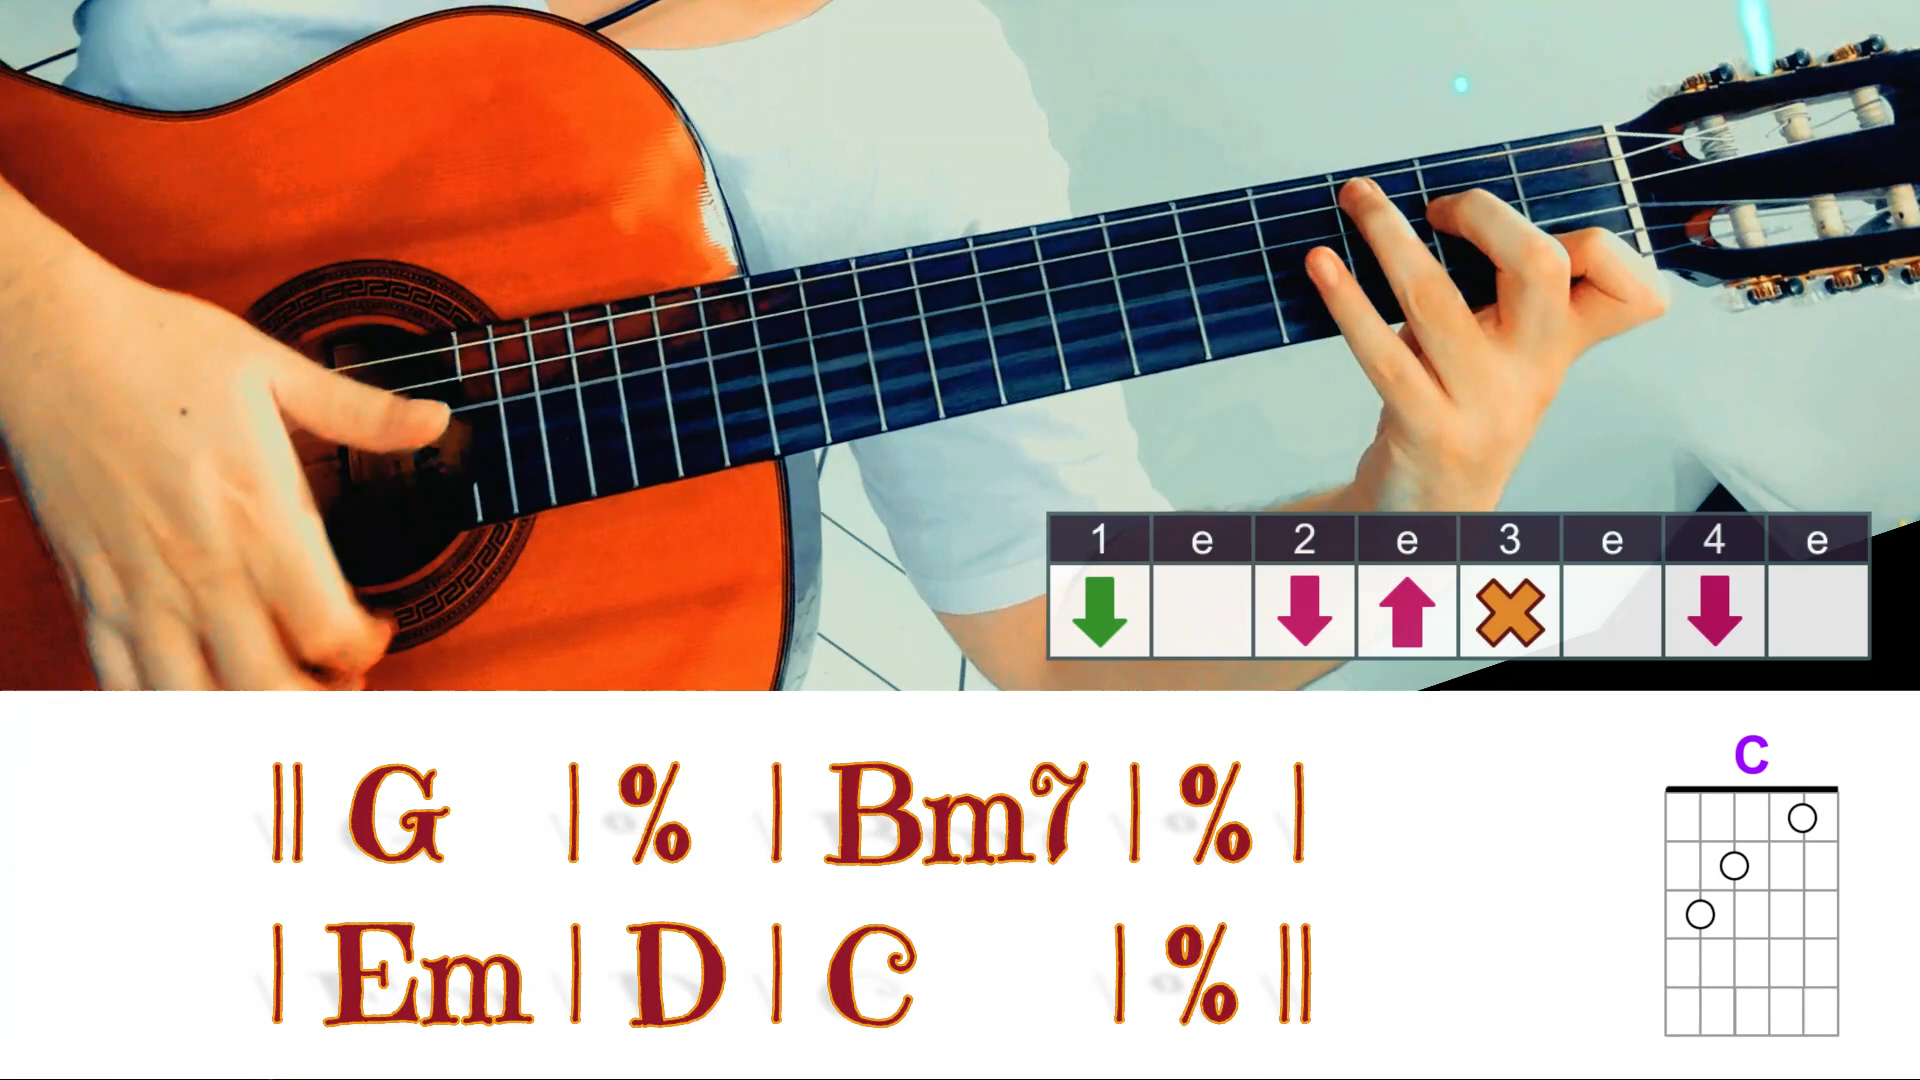 1 e 2 e 3 e 4 e
|| G | % | Bm7 | % |
| Em | D | C | % ||
C